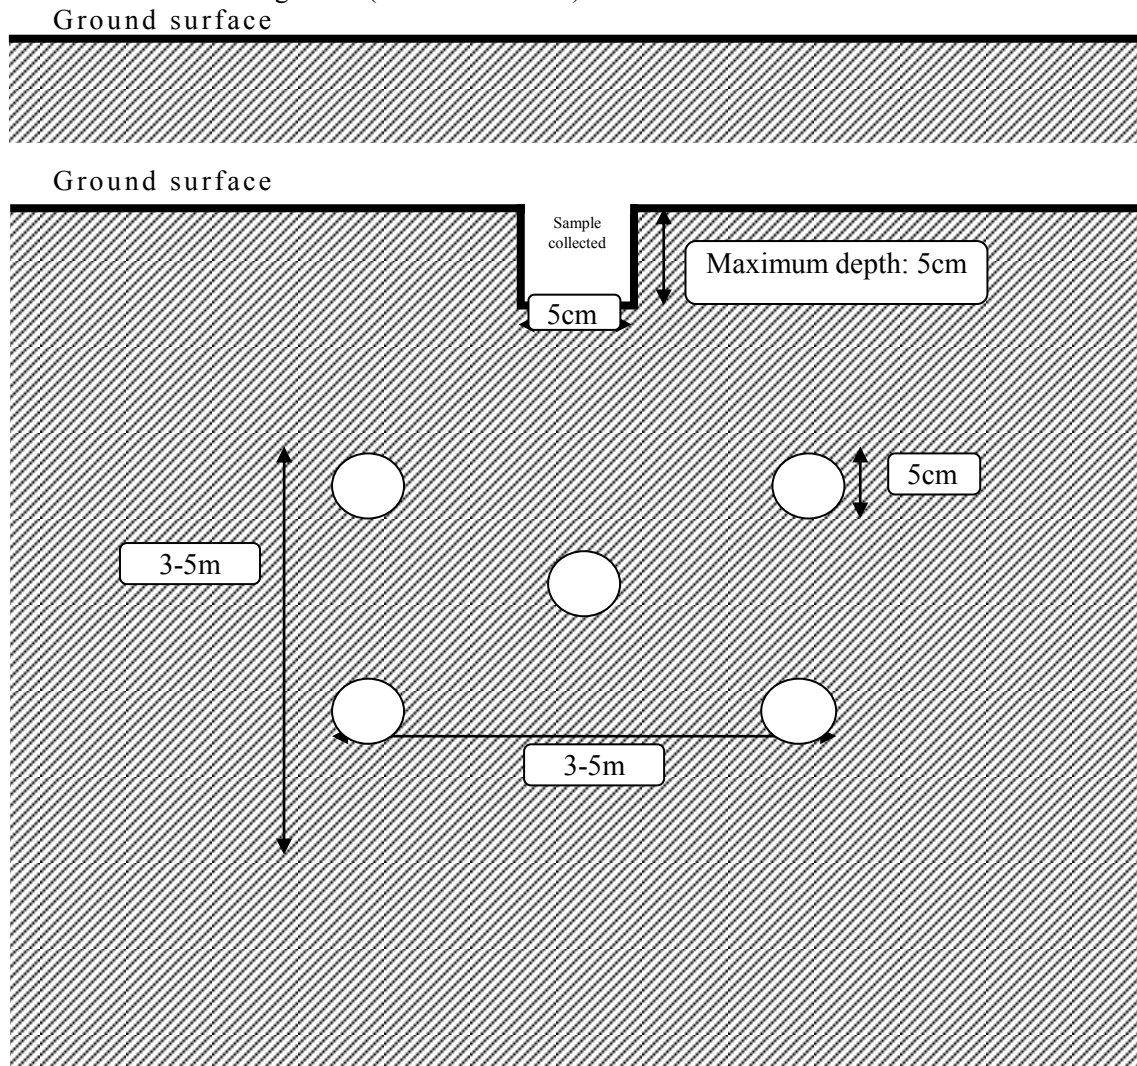 Ground surface
Ground surface
Sample
collected
Maximum depth: 5cm
5cm
5cm
3-5m
3-5m